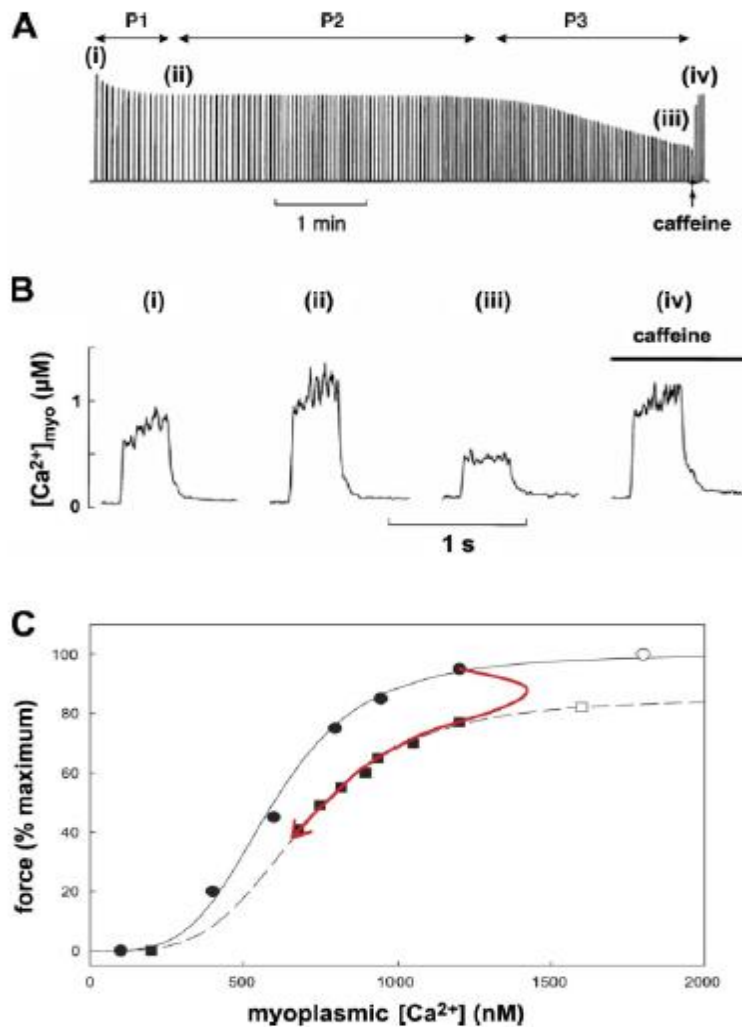 A
P1 P2 P3
(i) (ii) (iii) (iv)
1 min
caffeine
B
(i) (ii) (iii) (iv)
caffeine
[Ca²⁺]myo (µM)
1
0
1 s
C
force (% maximum)
100
80
60
40
20
0
0 500 1000 1500 2000
myoplasmic [Ca²⁺] (nM)